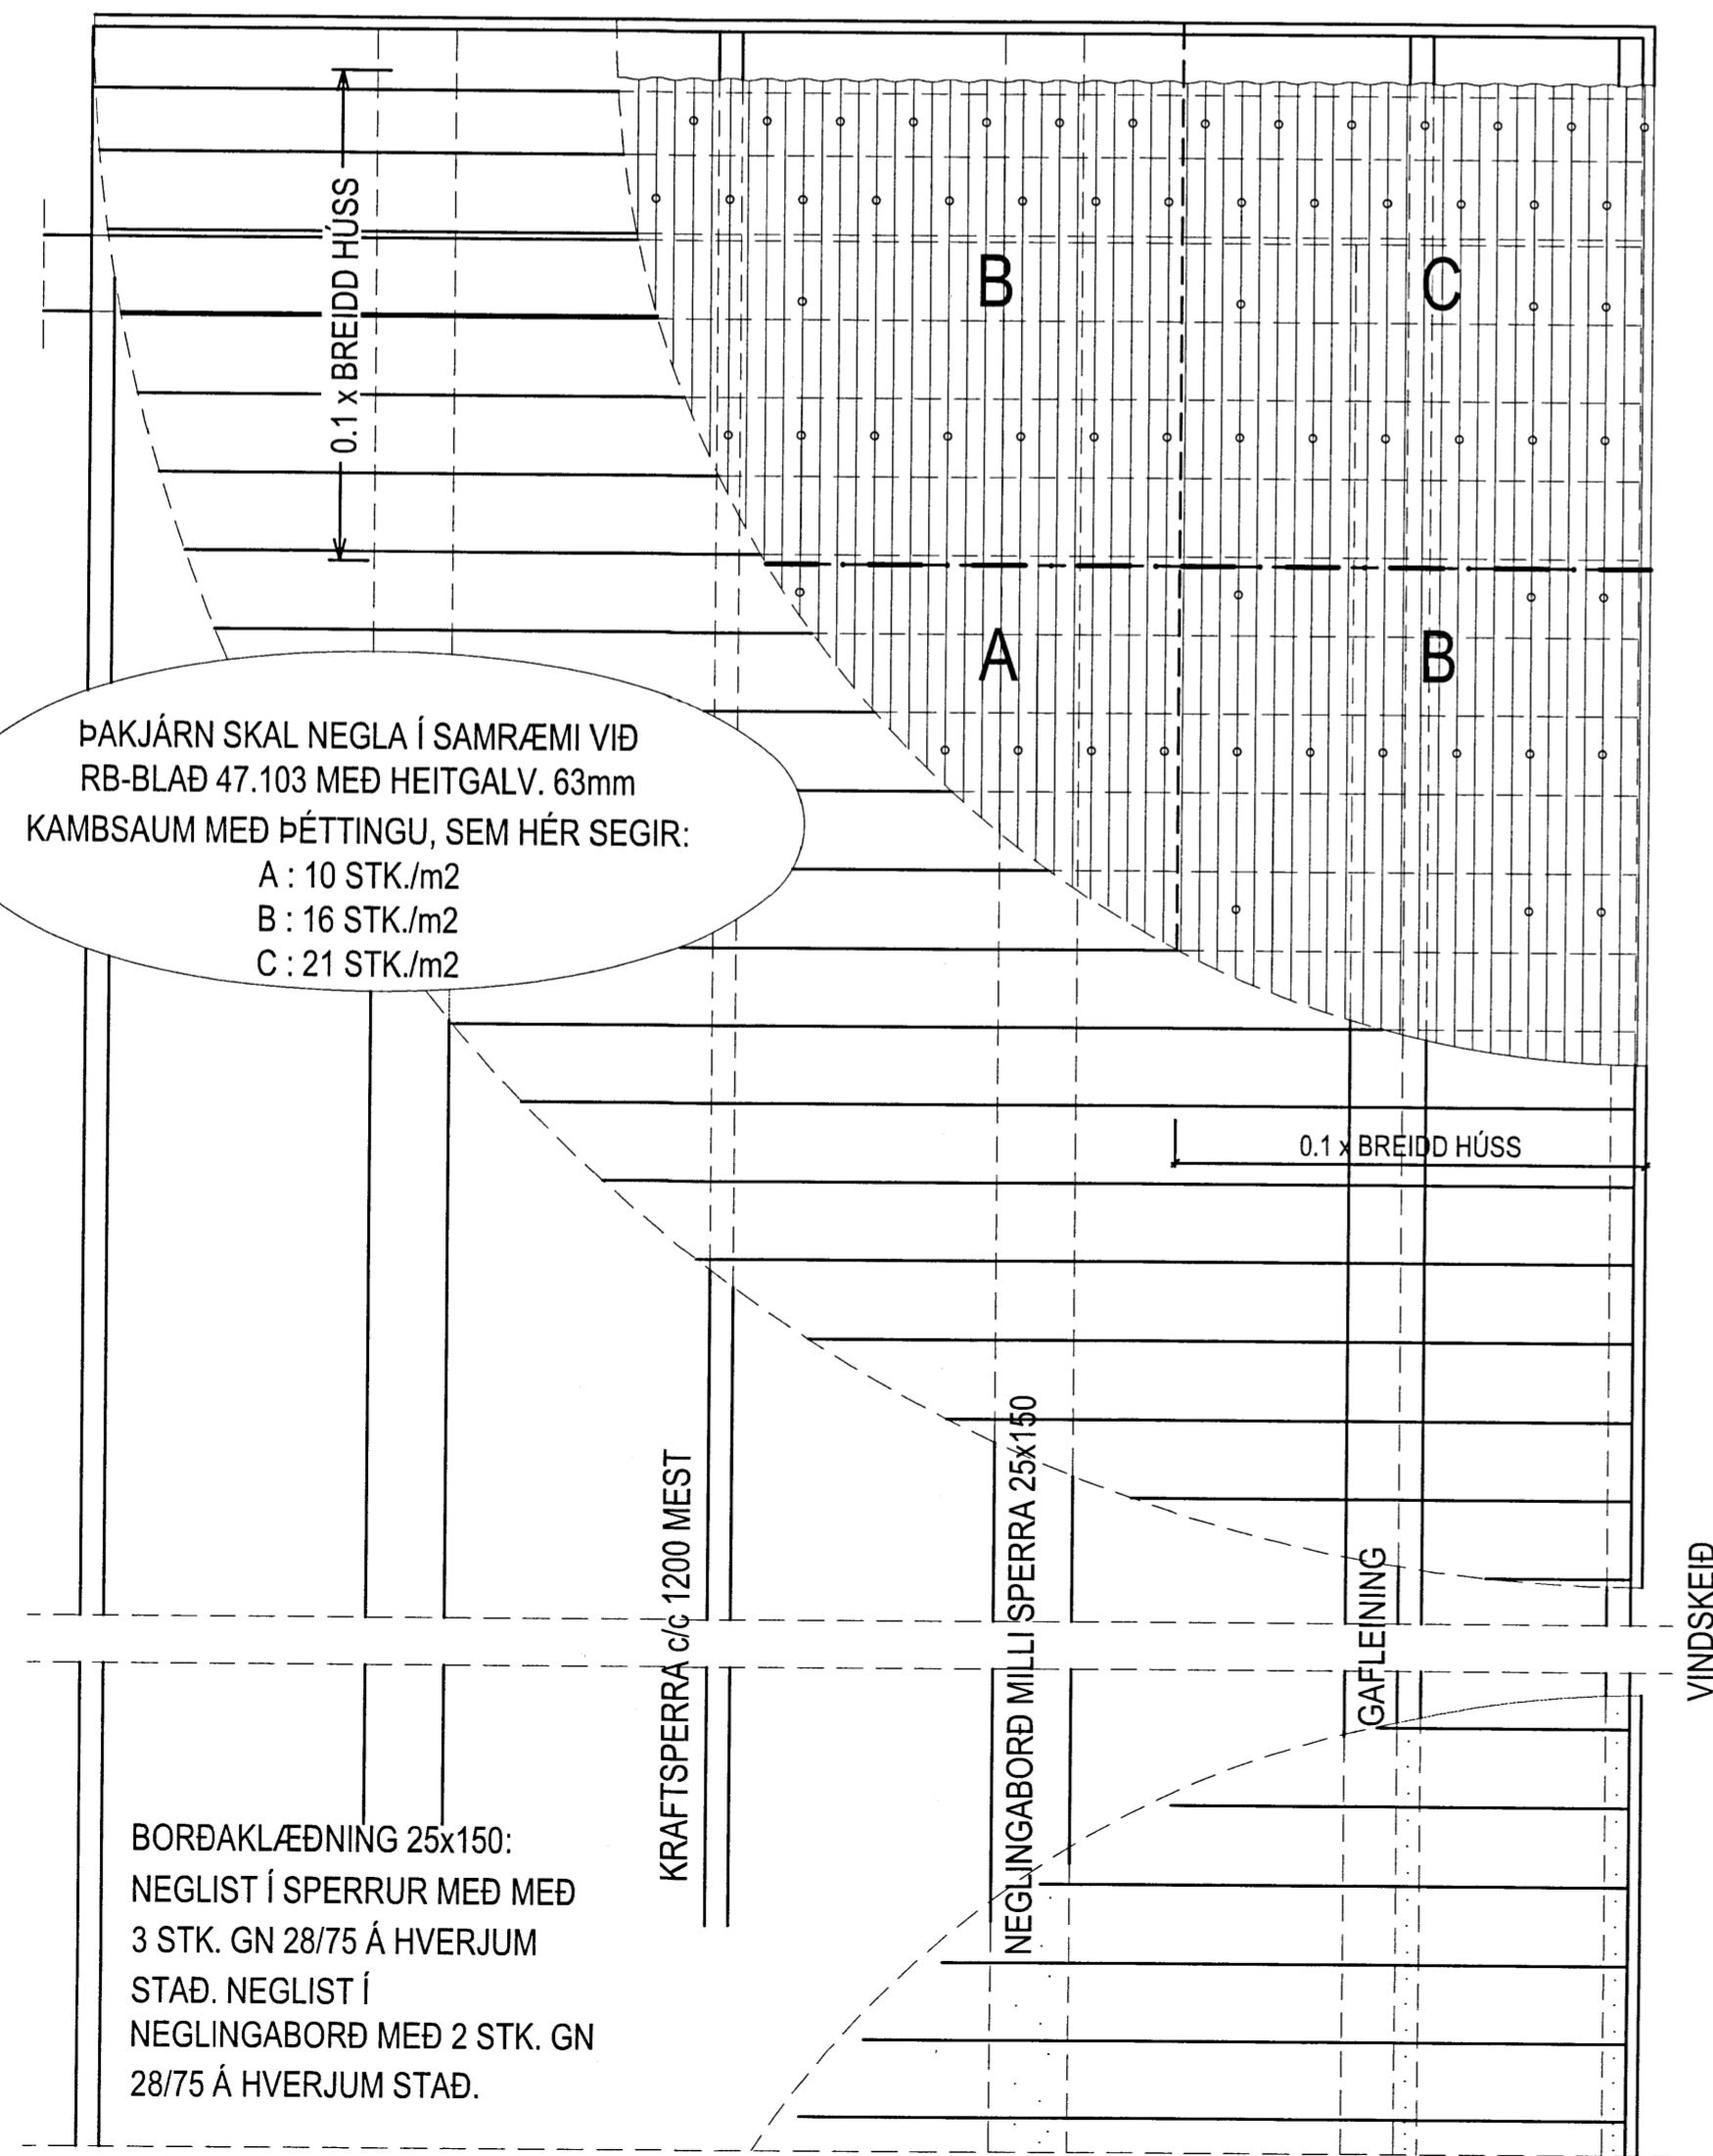 0.1 x BREIDD HÚSS
B
C
A
B
ÞAKJÁRN SKAL NEGLA Í SAMRÆMI VIÐ
RB-BLAÐ 47.103 MEÐ HEITGALV. 63mm
KAMBSAUM MEÐ ÞÉTTINGU, SEM HÉR SEGIR:
A : 10 STK./m2
B : 16 STK./m2
C : 21 STK./m2
0.1 x BREIDD HÚSS
KRAFTSPERRA c/c 1200 MEST
NEGLINGABORÐ MILLI SPERRA 25x150
GAFLEINING
VINDSKEIÐ
BORÐAKLÆÐNING 25x150:
NEGLIST Í SPERRUR MEÐ MEÐ
3 STK. GN 28/75 Á HVERJUM
STAÐ. NEGLIST Í
NEGLINGABORÐ MEÐ 2 STK. GN
28/75 Á HVERJUM STAÐ.